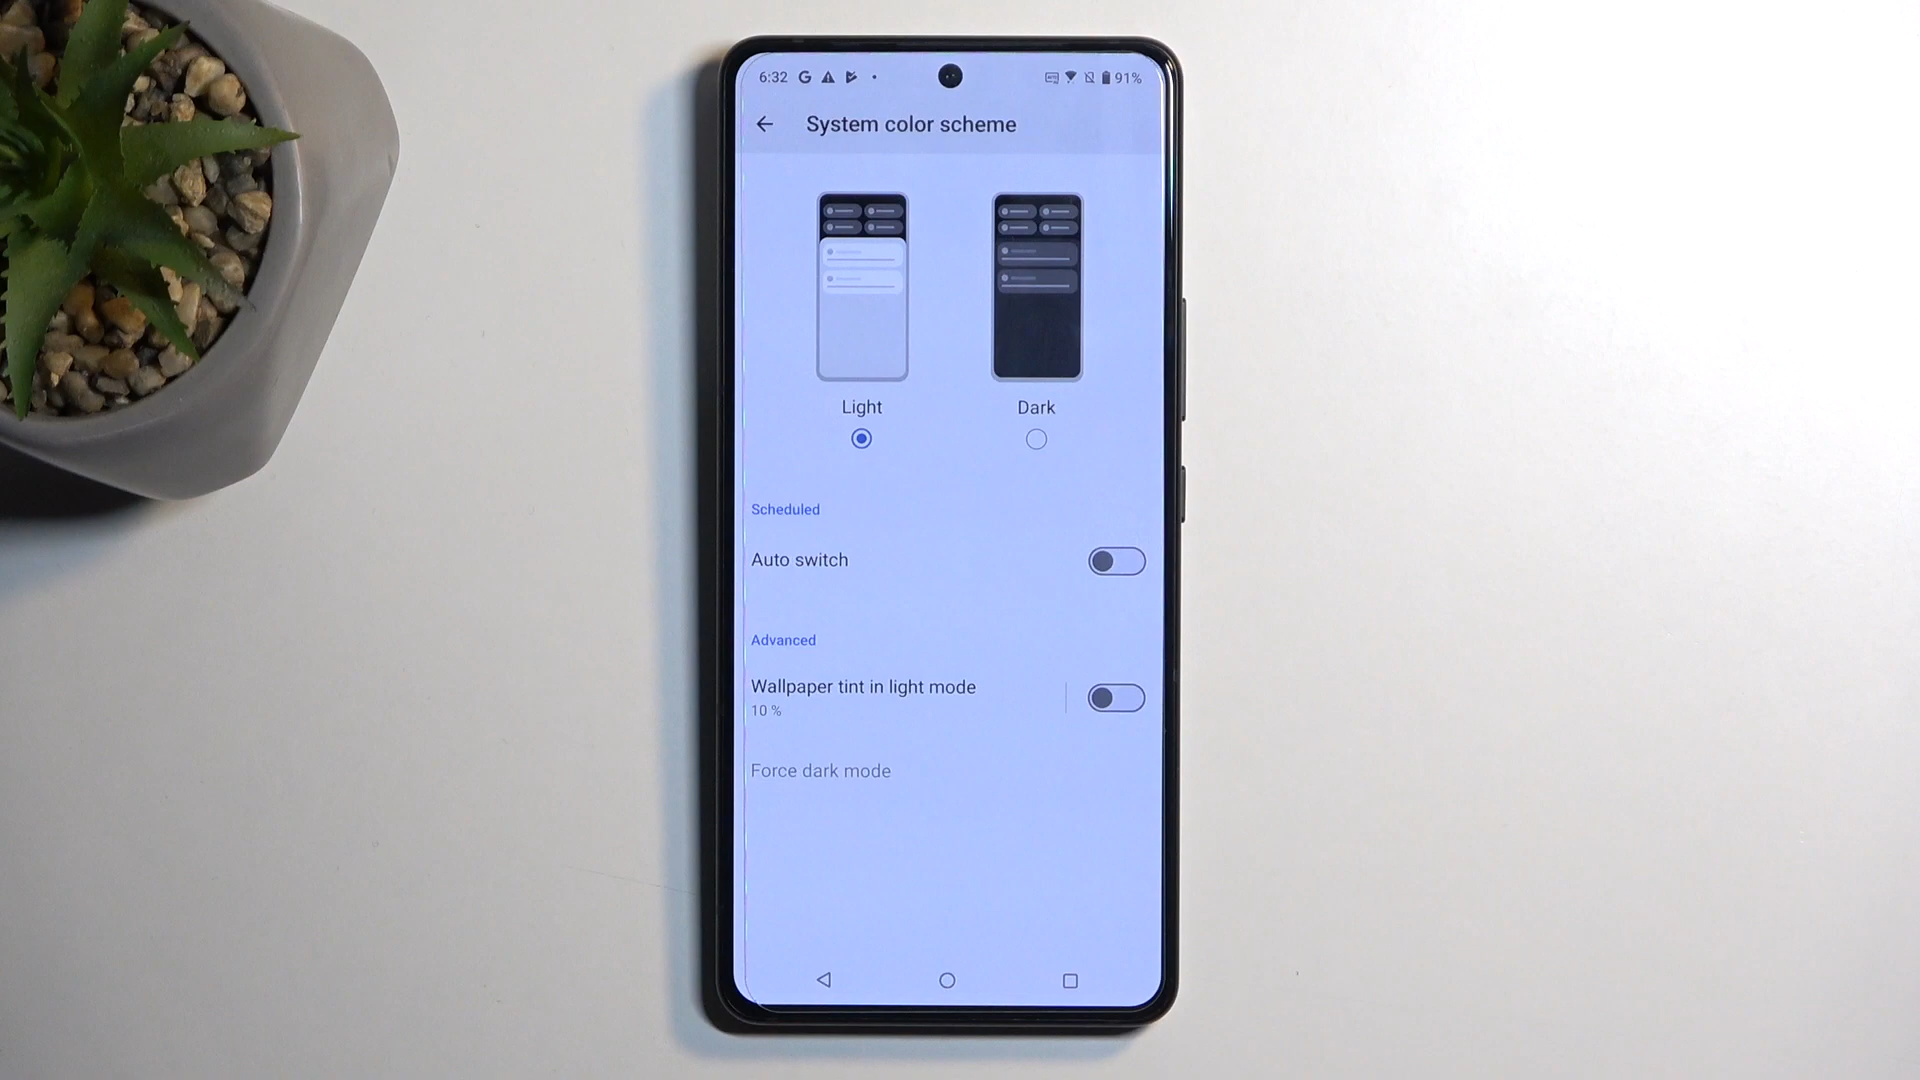 6:32 91%
System color scheme
Light Dark
Scheduled
Auto switch
Advanced
Wallpaper tint in light mode
10 %
Force dark mode